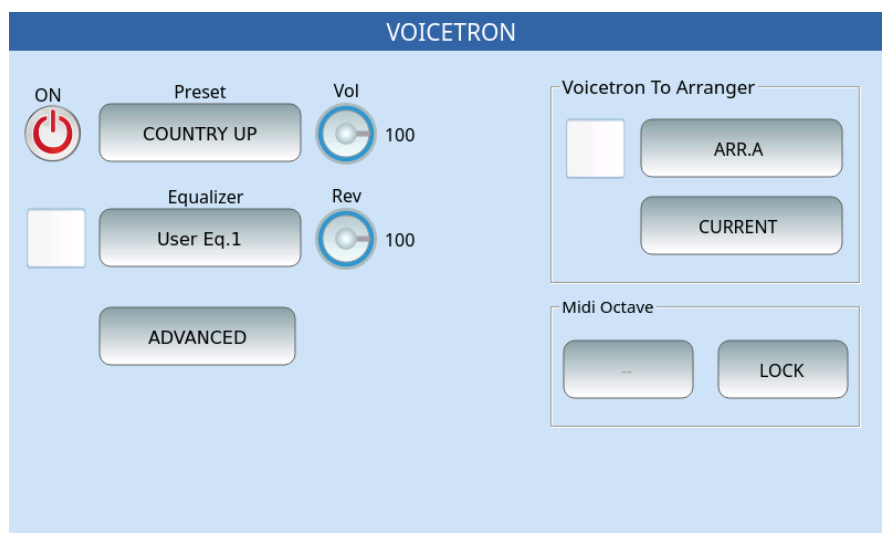 VOICETRON
ON
Preset
COUNTRY UP
Vol
100
Equalizer
User Eq.1
Rev
100
ADVANCED
Voicetron To Arranger
ARR.A
CURRENT
Midi Octave
--
LOCK